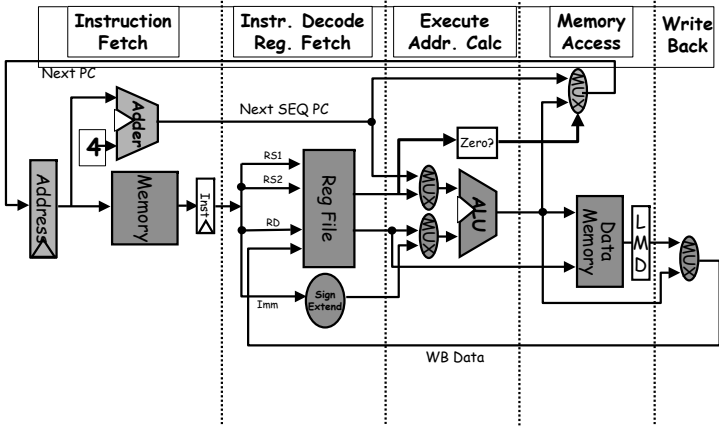 Instruction
Fetch
Instr. Decode
Reg. Fetch
Execute
Addr. Calc
Memory
Access
Write
Back
Next PC
Adder
4
Next SEQ PC
MUX
Zero?
Address
Memory
Inst
RS1
RS2
RD
Reg File
MUX
MUX
ALU
Data
Memory
LMD
MUX
Imm
Sign
Extend
WB Data